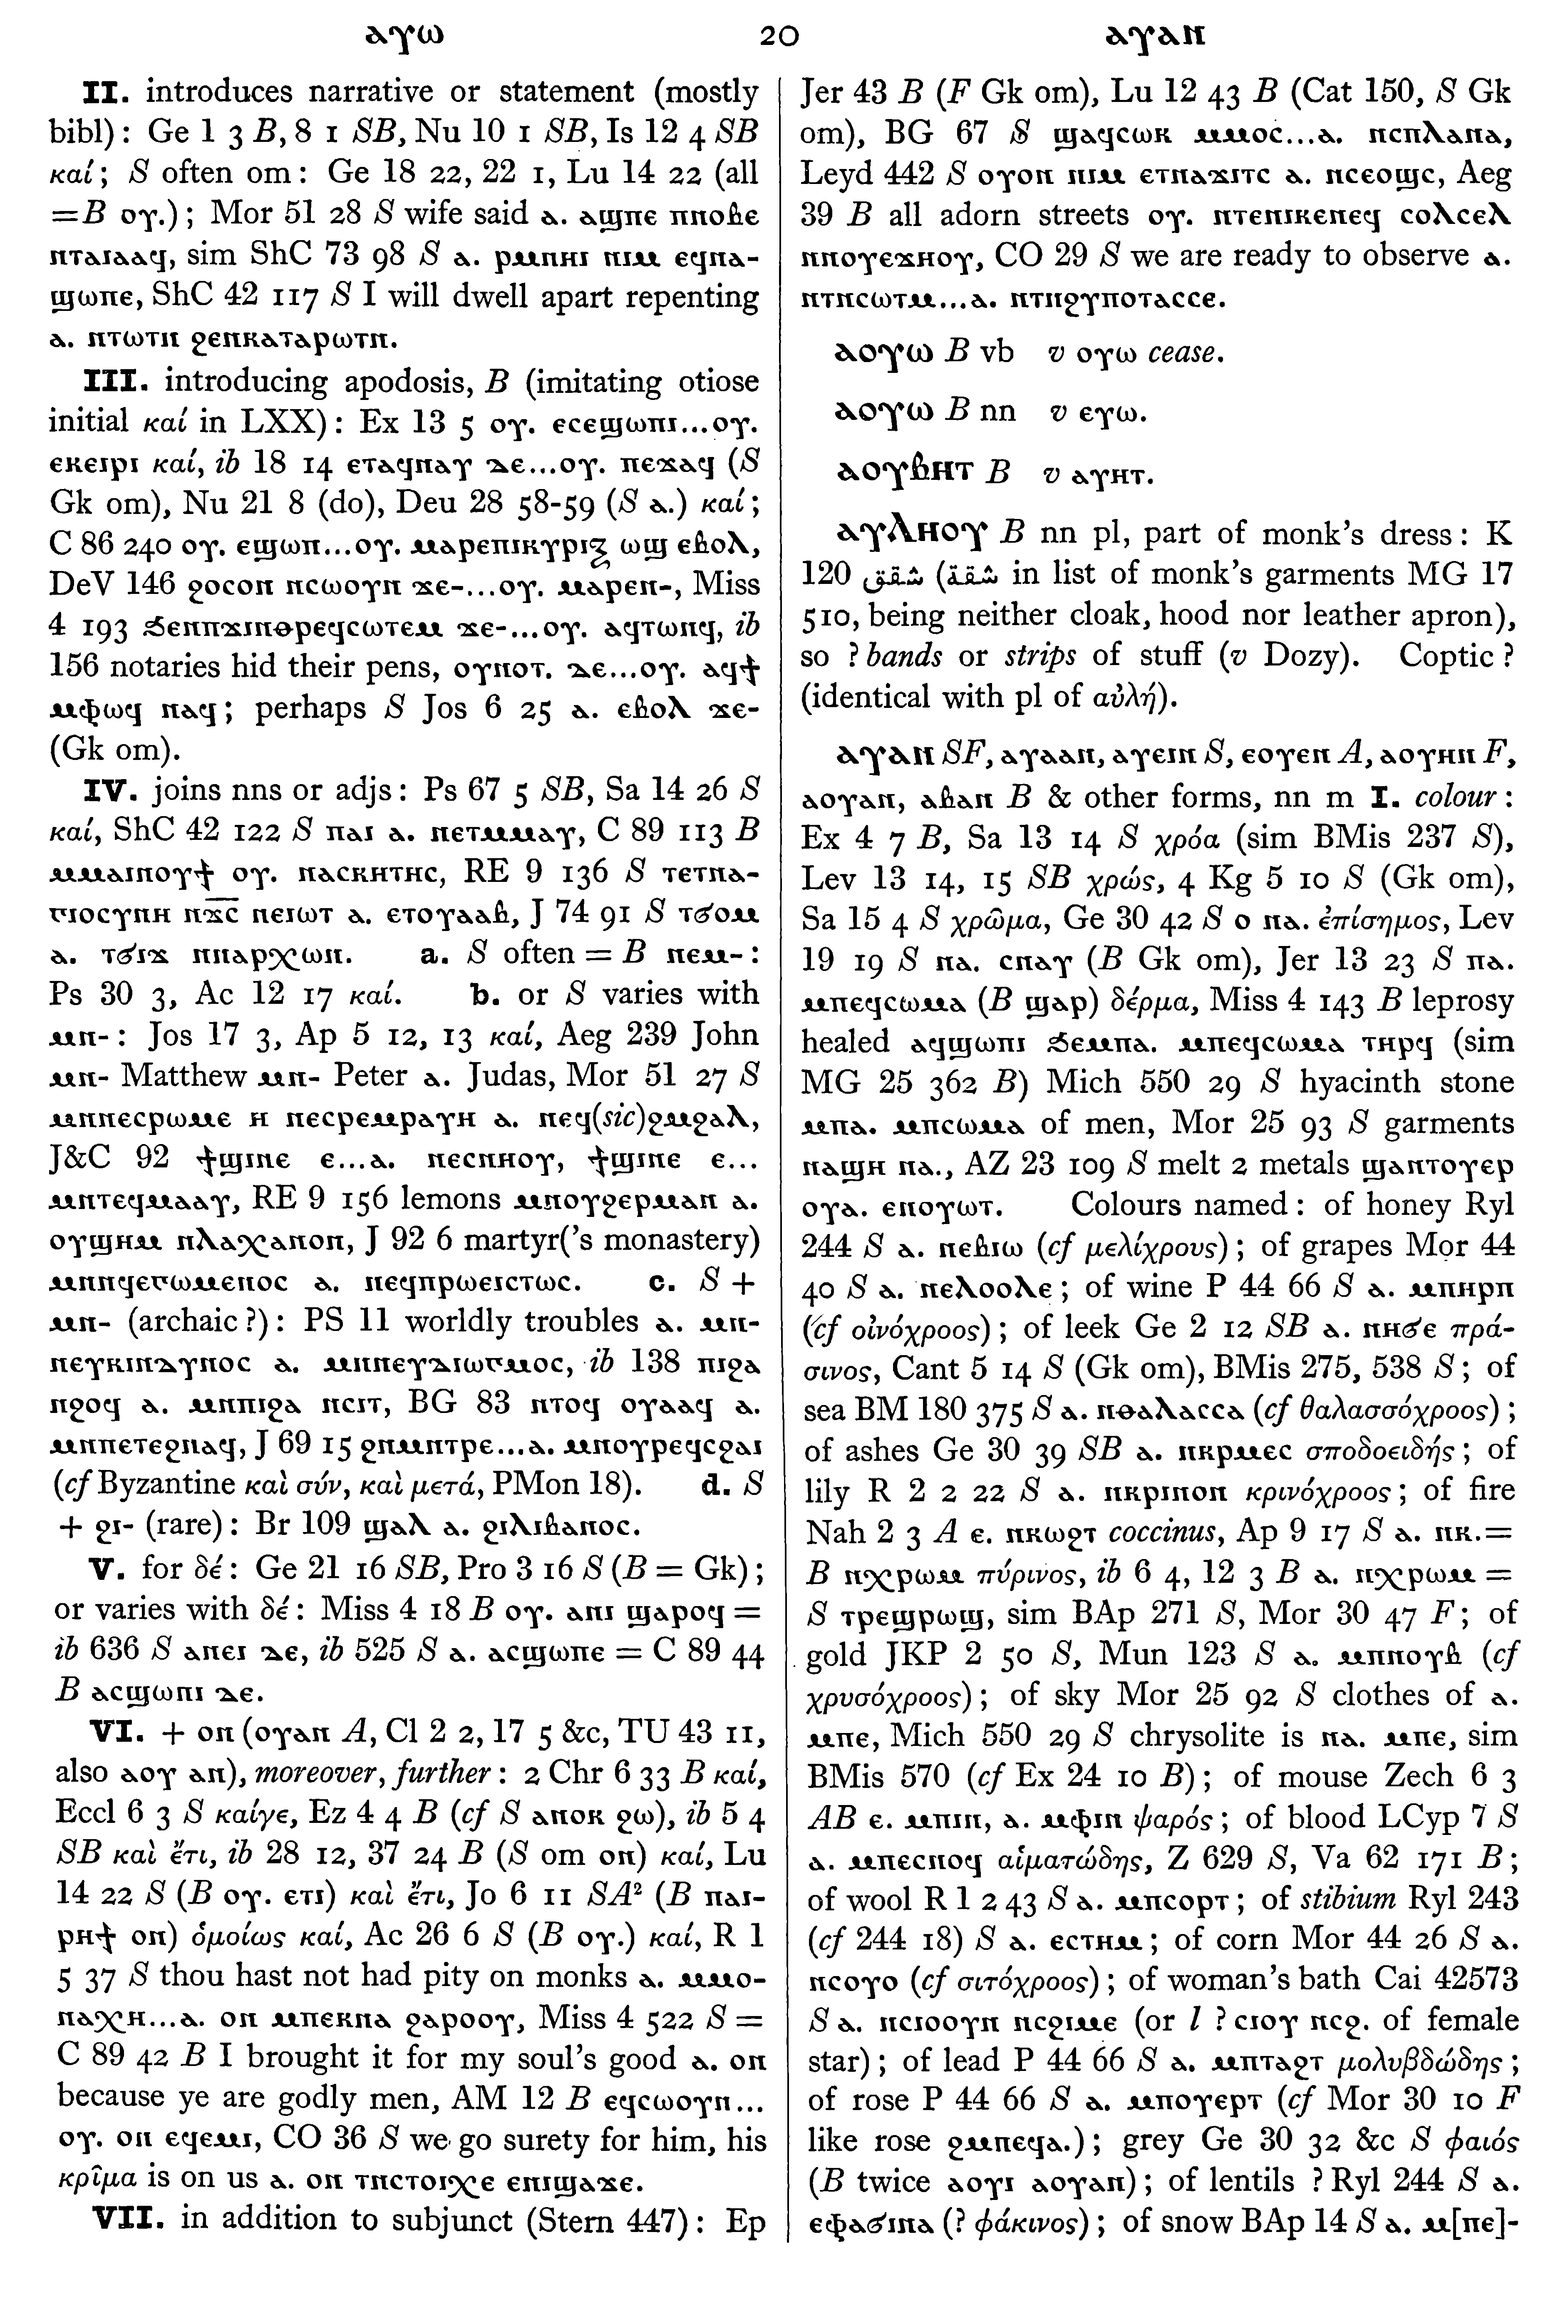 ⲁⲩⲱ 20 ⲁⲩⲁⲛ
II. introduces narrative or statement (mostly
bibl): Ge 1 3 B, 8 1 SB, Nu 10 1 SB, Is 12 4 SB
καί; S often om: Ge 18 22, 22 1, Lu 14 22 (all
=B ⲟⲩ.); Mor 51 28 S wife said ⲁ. ⲁϣⲡⲉ ⲡⲛⲟⲃⲉ
ⲛⲧⲁⲓⲁⲁϥ, sim ShC 73 98 S ⲁ. ⲣⲙⲛⲏⲓ ⲛⲓⲙ ⲉϥⲛⲁ-
ϣⲱⲡⲉ, ShC 42 117 S I will dwell apart repenting
ⲁ. ⲛⲧⲱⲧⲛ ϩⲉⲛⲕⲁⲧⲁⲣⲱⲧⲛ.
III. introducing apodosis, B (imitating otiose
initial καί in LXX): Ex 13 5 ⲟⲩ. ⲉⲥⲉϣⲱⲡⲓ...ⲟⲩ.
ⲉⲕⲉⲓⲣⲓ καί, ib 18 14 ⲉⲧⲁϥⲛⲁⲩ ⲇⲉ...ⲟⲩ. ⲡⲉϫⲁϥ (S
Gk om), Nu 21 8 (do), Deu 28 58-59 (S ⲁ.) καί;
C 86 240 ⲟⲩ. ⲉϣⲱⲡ...ⲟⲩ. ⲙⲁⲣⲉⲡⲓⲕⲩⲣⲓⲝ ⲱϣ ⲉⲃⲟⲗ,
DeV 146 ϩⲟⲥⲟⲛ ⲛⲥⲱⲟⲩⲛ ϫⲉ-...ⲟⲩ. ⲙⲁⲣⲉⲛ-, Miss
4 193 ϧⲉⲛⲡϫⲓⲛⲑⲣⲉϥⲥⲱⲧⲉⲙ ϫⲉ-...ⲟⲩ. ⲁϥⲧⲱⲛϥ, ib
156 notaries hid their pens, ⲟⲩⲛⲟⲧ. ⲇⲉ...ⲟⲩ. ⲁϥϯ
ⲙⲫⲱϥ ⲛⲁϥ; perhaps S Jos 6 25 ⲁ. ⲉⲃⲟⲗ ϫⲉ-
(Gk om).
IV. joins nns or adjs: Ps 67 5 SB, Sa 14 26 S
καί, ShC 42 122 S ⲡⲁⲓ ⲁ. ⲡⲉⲧⲙⲙⲁⲩ, C 89 113 B
ⲙⲙⲁⲓⲛⲟⲩϯ ⲟⲩ. ⲛⲁⲥⲕⲏⲧⲏⲥ, RE 9 136 S ⲧⲉⲧⲛⲁ-
ⲅⲓⲟⲥⲩⲛⲏ ⲛϫ̅ⲥ̅ ⲡⲉⲓⲱⲧ ⲁ. ⲉⲧⲟⲩⲁⲁⲃ, J 74 91 S ⲧϭⲟⲙ
ⲁ. ⲧϭⲓϫ ⲛⲛⲁⲣⲭⲱⲛ. a. S often = B ⲛⲉⲙ-:
Ps 30 3, Ac 12 17 καί. b. or S varies with
ⲙⲛ-: Jos 17 3, Ap 5 12, 13 καί, Aeg 239 John
ⲙⲛ- Matthew ⲙⲛ- Peter ⲁ. Judas, Mor 51 27 S
ⲙⲛⲡⲉⲥⲣⲱⲙⲉ ⲏ ⲡⲉⲥⲣⲉⲙⲣⲁⲩⲏ ⲁ. ⲡⲉϥ(sic)ϩⲙϩⲁⲗ,
J&C 92 ϯϣⲓⲛⲉ ⲉ...ⲁ. ⲛⲉⲥⲛⲏⲟⲩ, ϯϣⲓⲛⲉ ⲉ...
ⲙⲛⲧⲉϥⲙⲁⲁⲩ, RE 9 156 lemons ⲙⲛⲟⲩϩⲉⲣⲙⲁⲛ ⲁ.
ⲟⲩϣⲏⲙ ⲛⲗⲁⲭⲁⲛⲟⲛ, J 92 6 martyr('s monastery)
ⲙⲛⲡϥⲉⲅⲱⲙⲉⲛⲟⲥ ⲁ. ⲡⲉϥⲡⲣⲱⲉⲓⲥⲧⲱⲥ. c. S +
ⲙⲛ- (archaic?): PS 11 worldly troubles ⲁ. ⲙⲛ-
ⲛⲉⲩⲕⲓⲛⲇⲩⲛⲟⲥ ⲁ. ⲙⲛⲛⲉⲩⲇⲓⲱⲅⲙⲟⲥ, ib 138 ⲡⲓϩⲁ
ⲛϩⲟϥ ⲁ. ⲙⲛⲡⲓϩⲁ ⲛⲥⲓⲧ, BG 83 ⲛⲧⲟϥ ⲟⲩⲁⲁϥ ⲁ.
ⲙⲛⲡⲉⲧⲉϩⲛⲁϥ, J 69 15 ϩⲛⲙⲛⲧⲣⲉ...ⲁ. ⲙⲛⲟⲩⲣⲉϥⲥϩⲁⲓ
(cf Byzantine καὶ σύν, καὶ μετά, PMon 18). d. S
+ ϩⲓ- (rare): Br 109 ϣⲁⲗ ⲁ. ϩⲓⲗⲓⲃⲁⲛⲟⲥ.
V. for δέ: Ge 21 16 SB, Pro 3 16 S (B = Gk);
or varies with δέ: Miss 4 18 B ⲟⲩ. ⲁⲛⲓ ϣⲁⲣⲟϥ =
ib 636 S ⲁⲛⲉⲓ ⲇⲉ, ib 525 S ⲁ. ⲁⲥϣⲱⲡⲉ = C 89 44
B ⲁⲥϣⲱⲡⲓ ⲇⲉ.
VI. + ⲟⲛ (ⲟⲩⲁⲛ A, Cl 2 2, 17 5 &c, TU 43 11,
also ⲁⲟⲩ ⲁⲛ), moreover, further: 2 Chr 6 33 B καί,
Eccl 6 3 S καίγε, Ez 4 4 B (cf S ⲁⲛⲟⲕ ϩⲱ), ib 5 4
SB καὶ ἔτι, ib 28 12, 37 24 B (S om ⲟⲛ) καί, Lu
14 22 S (B ⲟⲩ. ⲉⲧⲓ) καὶ ἔτι, Jo 6 11 SA² (B ⲡⲁⲓ-
ⲣⲏϯ ⲟⲛ) ὁμοίως καί, Ac 26 6 S (B ⲟⲩ.) καί, R 1
5 37 S thou hast not had pity on monks ⲁ. ⲙⲙⲟ-
ⲛⲁⲭⲏ...ⲁ. ⲟⲛ ⲙⲡⲉⲕⲛⲁ ϩⲁⲣⲟⲟⲩ, Miss 4 522 S =
C 89 42 B I brought it for my soul's good ⲁ. ⲟⲛ
because ye are godly men, AM 12 B ⲉϥⲥⲱⲟⲩⲛ...
ⲟⲩ. ⲟⲛ ⲉϥⲉⲙⲓ, CO 36 S we go surety for him, his
κρῖμα is on us ⲁ. ⲟⲛ ⲧⲛⲥⲧⲟⲓⲭⲉ ⲉⲡⲓϣⲁϫⲉ.
VII. in addition to subjunct (Stern 447): Ep
Jer 43 B (F Gk om), Lu 12 43 B (Cat 150, S Gk
om), BG 67 S ϣⲁϥⲥⲱⲕ ⲙⲙⲟⲥ...ⲁ. ⲛⲥⲡⲗⲁⲛⲁ,
Leyd 442 S ⲟⲩⲟⲛ ⲛⲓⲙ ⲉⲧⲛⲁϫⲓⲧⲥ ⲁ. ⲛⲥⲉⲟϣⲥ, Aeg
39 B all adorn streets ⲟⲩ. ⲛⲧⲉⲛⲓⲕⲉⲛⲉϥ ⲥⲟⲗⲥⲉⲗ
ⲛⲛⲟⲩⲉϫⲏⲟⲩ, CO 29 S we are ready to observe ⲁ.
ⲛⲧⲛⲥⲱⲧⲙ...ⲁ. ⲛⲧⲛϩⲩⲡⲟⲧⲁⲥⲥⲉ.
ⲁⲟⲩⲱ B vb v ⲟⲩⲱ cease.
ⲁⲟⲩⲱ B nn v ⲉⲩⲱ.
ⲁⲟⲩⲃⲏⲧ B v ⲁⲩⲏⲧ.
ⲁⲩⲗⲏⲟⲩ B nn pl, part of monk's dress: K
120 شقق (شقة in list of monk's garments MG 17
510, being neither cloak, hood nor leather apron),
so ? bands or strips of stuff (v Dozy). Coptic ?
(identical with pl of αὐλή).
ⲁⲩⲁⲛ SF, ⲁⲩⲁⲁⲛ, ⲁⲩⲉⲓⲛ S, ⲉⲟⲩⲉⲛ A, ⲁⲟⲩⲏⲛ F,
ⲁⲟⲩⲁⲛ, ⲁⲃⲁⲛ B & other forms, nn m I. colour:
Ex 4 7 B, Sa 13 14 S χρόα (sim BMis 237 S),
Lev 13 14, 15 SB χρώς, 4 Kg 5 10 S (Gk om),
Sa 15 4 S χρῶμα, Ge 30 42 S ⲟ ⲛⲁ. ἐπίσημος, Lev
19 19 S ⲛⲁ. ⲥⲛⲁⲩ (B Gk om), Jer 13 23 S ⲡⲁ.
ⲙⲡⲉϥⲥⲱⲙⲁ (B ϣⲁⲣ) δέρμα, Miss 4 143 B leprosy
healed ⲁϥϣⲱⲡⲓ ϧⲉⲙⲡⲁ. ⲙⲡⲉϥⲥⲱⲙⲁ ⲧⲏⲣϥ (sim
MG 25 362 B) Mich 550 29 S hyacinth stone
ⲙⲡⲁ. ⲙⲡⲥⲱⲙⲁ of men, Mor 25 93 S garments
ⲛⲁϣⲏ ⲛⲁ., AZ 23 109 S melt 2 metals ϣⲁⲛⲧⲟⲩⲉⲣ
ⲟⲩⲁ. ⲉⲛⲟⲩⲱⲧ. Colours named: of honey Ryl
244 S ⲁ. ⲛⲉⲃⲓⲱ (cf μελίχρους); of grapes Mor 44
40 S ⲁ. ⲛⲉⲗⲟⲟⲗⲉ; of wine P 44 66 S ⲁ. ⲙⲡⲏⲣⲡ
(cf οἰνόχροος); of leek Ge 2 12 SB ⲁ. ⲛⲏϭⲉ πρά-
σινος, Cant 5 14 S (Gk om), BMis 275, 538 S; of
sea BM 180 375 S ⲁ. ⲛⲑⲁⲗⲁⲥⲥⲁ (cf θαλασσόχροος);
of ashes Ge 30 39 SB ⲁ. ⲛⲕⲣⲙⲉⲥ σποδοειδής; of
lily R 2 2 22 S ⲁ. ⲛⲕⲣⲓⲛⲟⲛ κρινόχροος; of fire
Nah 2 3 A ⲉ. ⲛⲕⲱϩⲧ coccinus, Ap 9 17 S ⲁ. ⲛⲕ.=
B ⲛⲭⲣⲱⲙ πύρινος, ib 6 4, 12 3 B ⲁ. ⲛⲭⲣⲱⲙ =
S ⲧⲣⲉϣⲣⲱϣ, sim BAp 271 S, Mor 30 47 F; of
gold JKP 2 50 S, Mun 123 S ⲁ. ⲙⲡⲛⲟⲩⲃ (cf
χρυσόχροος); of sky Mor 25 92 S clothes of ⲁ.
ⲙⲡⲉ, Mich 550 29 S chrysolite is ⲛⲁ. ⲙⲡⲉ, sim
BMis 570 (cf Ex 24 10 B); of mouse Zech 6 3
AB ⲉ. ⲙⲡⲓⲛ, ⲁ. ⲙⲫⲓⲛ ψαρός; of blood LCyp 7 S
ⲁ. ⲙⲡⲉⲥⲛⲟϥ αἱματώδης, Z 629 S, Va 62 171 B;
of wool R 1 2 43 S ⲁ. ⲙⲡⲥⲟⲣⲧ; of stibium Ryl 243
(cf 244 18) S ⲁ. ⲉⲥⲧⲏⲙ; of corn Mor 44 26 S ⲁ.
ⲛⲥⲟⲩⲟ (cf σιτόχροος); of woman's bath Cai 42573
S ⲁ. ⲛⲥⲓⲟⲟⲩⲛ ⲛⲥϩⲓⲙⲉ (or l ? ⲥⲓⲟⲩ ⲛⲥϩ. of female
star); of lead P 44 66 S ⲁ. ⲙⲡⲧⲁϩⲧ μολυβδώδης;
of rose P 44 66 S ⲁ. ⲙⲡⲟⲩⲉⲣⲧ (cf Mor 30 10 F
like rose ϩⲙⲡⲉϥⲁ.); grey Ge 30 32 &c S φαιός
(B twice ⲁⲟⲩⲓ ⲁⲟⲩⲁⲛ); of lentils ? Ryl 244 S ⲁ.
ⲉⲫⲁϭⲓⲛⲁ (? φάκινος); of snow BAp 14 S ⲁ. ⲙ[ⲡⲉ]-